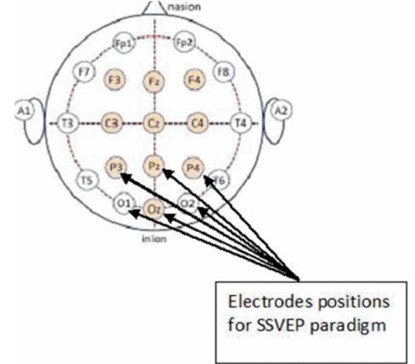 nasion
Fp1 Fp2
F7 F3 Fz F4 F8
A1 A2
T3 C3 Cz C4 T4
P3 Pz P4
T5 T6
O1 Oz O2
inion
Electrodes positions
for SSVEP paradigm